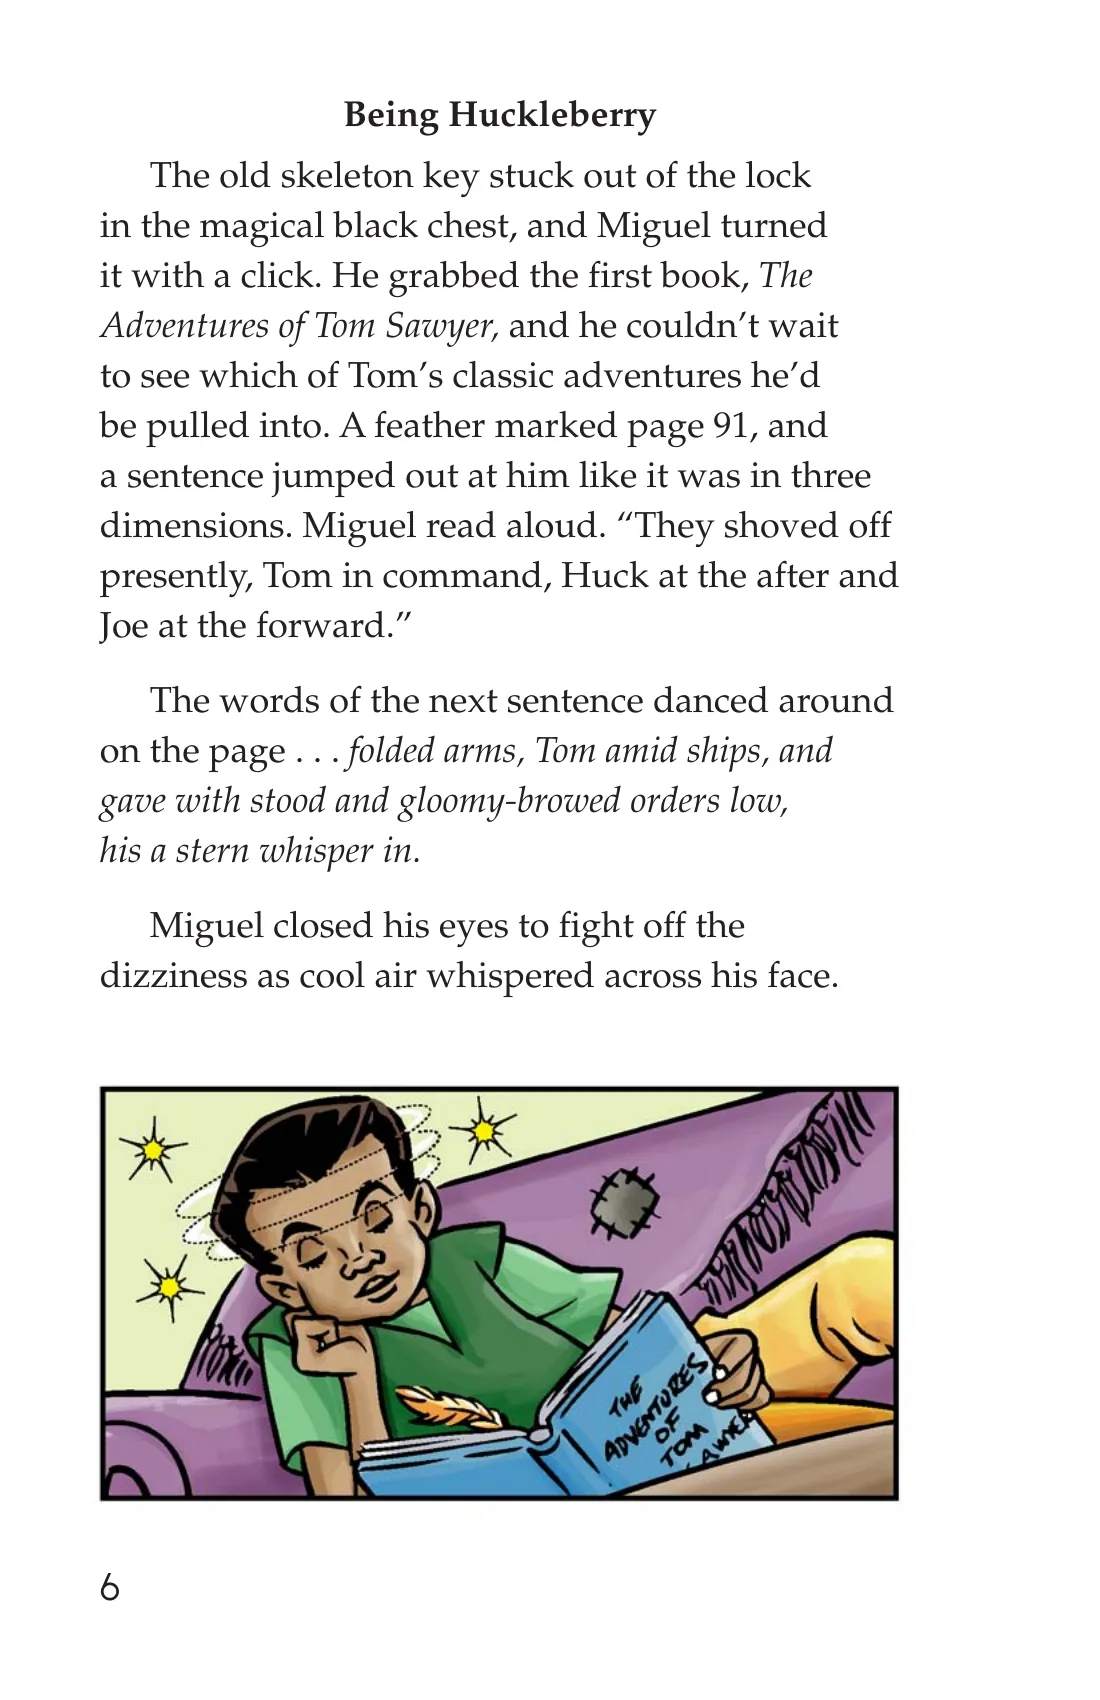 Being Huckleberry
The old skeleton key stuck out of the lock
in the magical black chest, and Miguel turned
it with a click. He grabbed the first book, The
Adventures of Tom Sawyer, and he couldn’t wait
to see which of Tom’s classic adventures he’d
be pulled into. A feather marked page 91, and
a sentence jumped out at him like it was in three
dimensions. Miguel read aloud. “They shoved off
presently, Tom in command, Huck at the after and
Joe at the forward.”
The words of the next sentence danced around
on the page . . . folded arms, Tom amid ships, and
gave with stood and gloomy-browed orders low,
his a stern whisper in.
Miguel closed his eyes to fight off the
dizziness as cool air whispered across his face.
THE
ADVENTURES
OF
TOM
SAWYER
6